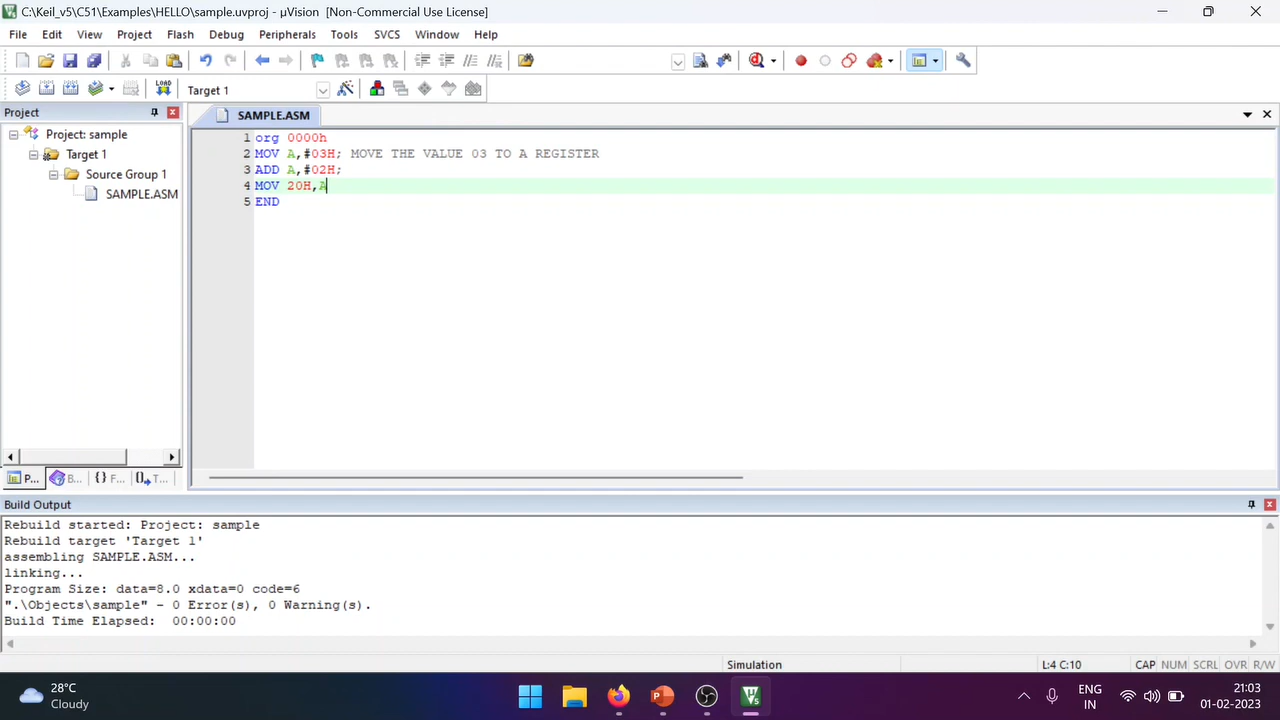 C:\Keil_v5\C51\Examples\HELLO\sample.uvproj - µVision [Non-Commercial Use License]
File Edit View Project Flash Debug Peripherals Tools SVCS Window Help
LOAD Target 1
Project
SAMPLE.ASM
Project: sample
Target 1
Source Group 1
SAMPLE.ASM
1 org 0000h
2 MOV A,#03H; MOVE THE VALUE 03 TO A REGISTER
3 ADD A,#02H;
4 MOV 20H,A
5 END
P... B... {} F... 0 T...
Build Output
Rebuild started: Project: sample
Rebuild target 'Target 1'
assembling SAMPLE.ASM...
linking...
Program Size: data=8.0 xdata=0 code=6
".\Objects\sample" - 0 Error(s), 0 Warning(s).
Build Time Elapsed: 00:00:00
Simulation L:4 C:10 CAP NUM SCRL OVR R/W
28°C
Cloudy
ENG
IN
21:03
01-02-2023